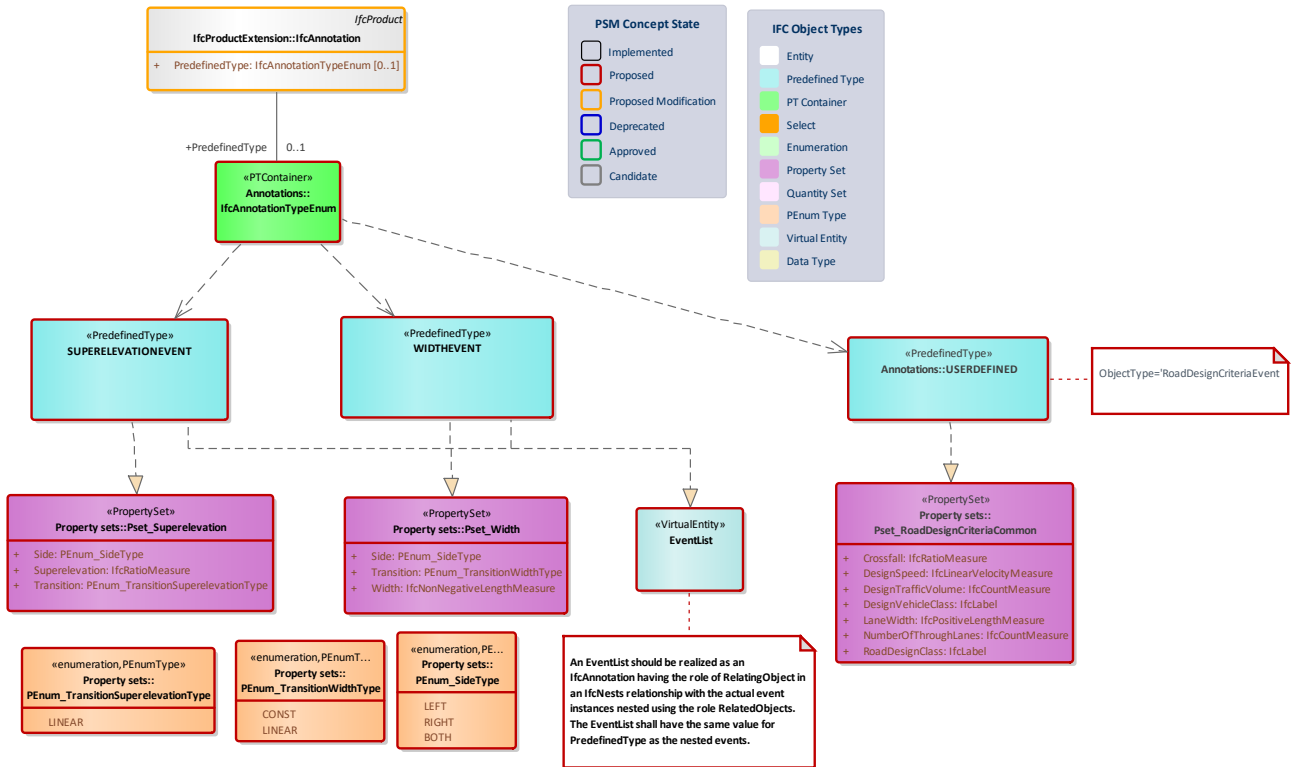 IfcProduct
IfcProductExtension::IfcAnnotation
+ PredefinedType: IfcAnnotationTypeEnum [0..1]
+PredefinedType 0..1
«PTContainer»
Annotations::
IfcAnnotationTypeEnum
PSM Concept State
Implemented
Proposed
Proposed Modification
Deprecated
Approved
Candidate
IFC Object Types
Entity
Predefined Type
PT Container
Select
Enumeration
Property Set
Quantity Set
PEnum Type
Virtual Entity
Data Type
«PredefinedType»
SUPERELEVATIONEVENT
«PredefinedType»
WIDTHEVENT
«PredefinedType»
Annotations::USERDEFINED
ObjectType='RoadDesignCriteriaEvent
«PropertySet»
Property sets::Pset_Superelevation
+ Side: PEnum_SideType
+ Superelevation: IfcRatioMeasure
+ Transition: PEnum_TransitionSuperelevationType
«PropertySet»
Property sets::Pset_Width
+ Side: PEnum_SideType
+ Transition: PEnum_TransitionWidthType
+ Width: IfcNonNegativeLengthMeasure
«VirtualEntity»
EventList
«PropertySet»
Property sets::
Pset_RoadDesignCriteriaCommon
+ Crossfall: IfcRatioMeasure
+ DesignSpeed: IfcLinearVelocityMeasure
+ DesignTrafficVolume: IfcCountMeasure
+ DesignVehicleClass: IfcLabel
+ LaneWidth: IfcPositiveLengthMeasure
+ NumberOfThroughLanes: IfcCountMeasure
+ RoadDesignClass: IfcLabel
«enumeration,PEnumType»
Property sets::
PEnum_TransitionSuperelevationType
LINEAR
«enumeration,PEnumT...
Property sets::
PEnum_TransitionWidthType
CONST
LINEAR
«enumeration,PE...
Property sets::
PEnum_SideType
LEFT
RIGHT
BOTH
An EventList should be realized as an
IfcAnnotation having the role of RelatingObject in
an IfcNests relationship with the actual event
instances nested using the role RelatedObjects.
The EventList shall have the same value for
PredefinedType as the nested events.